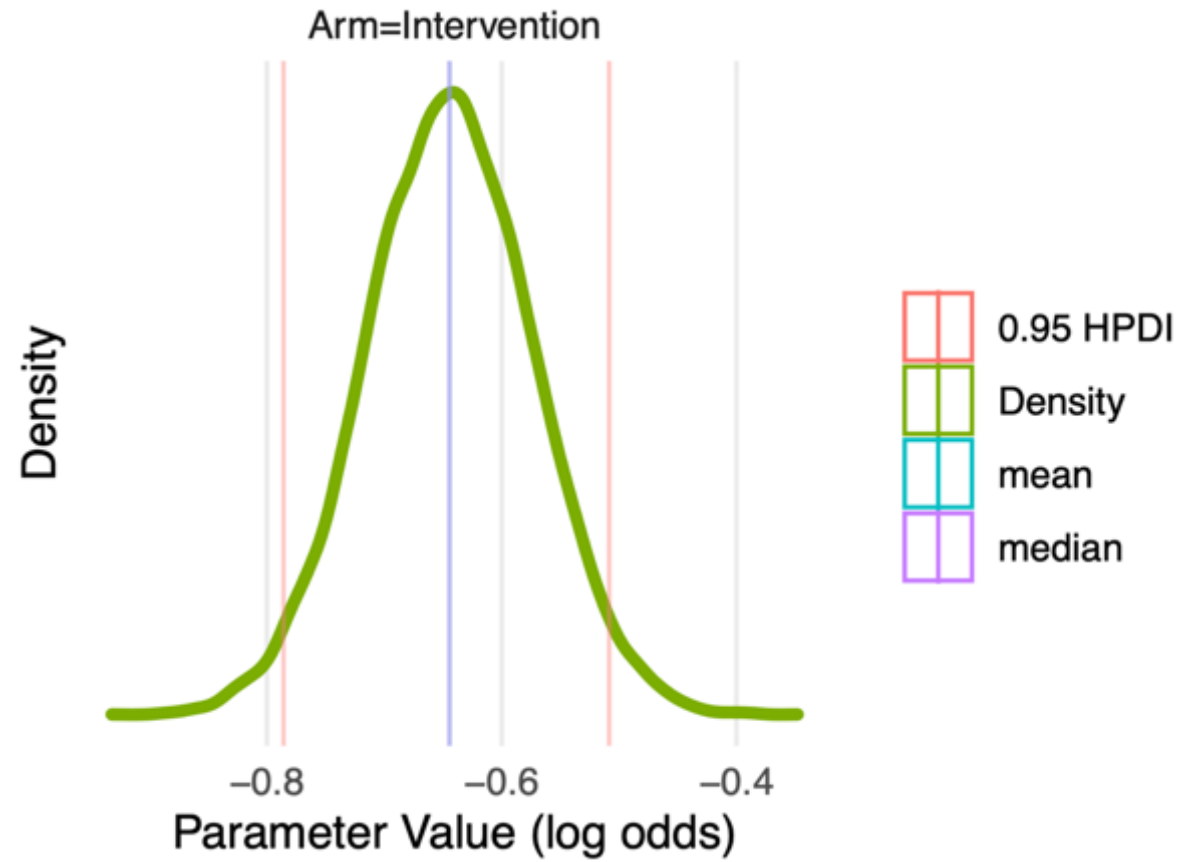 Arm=Intervention
Density
0.95 HPDI
Density
mean
median
−0.8
−0.6
−0.4
Parameter Value (log odds)